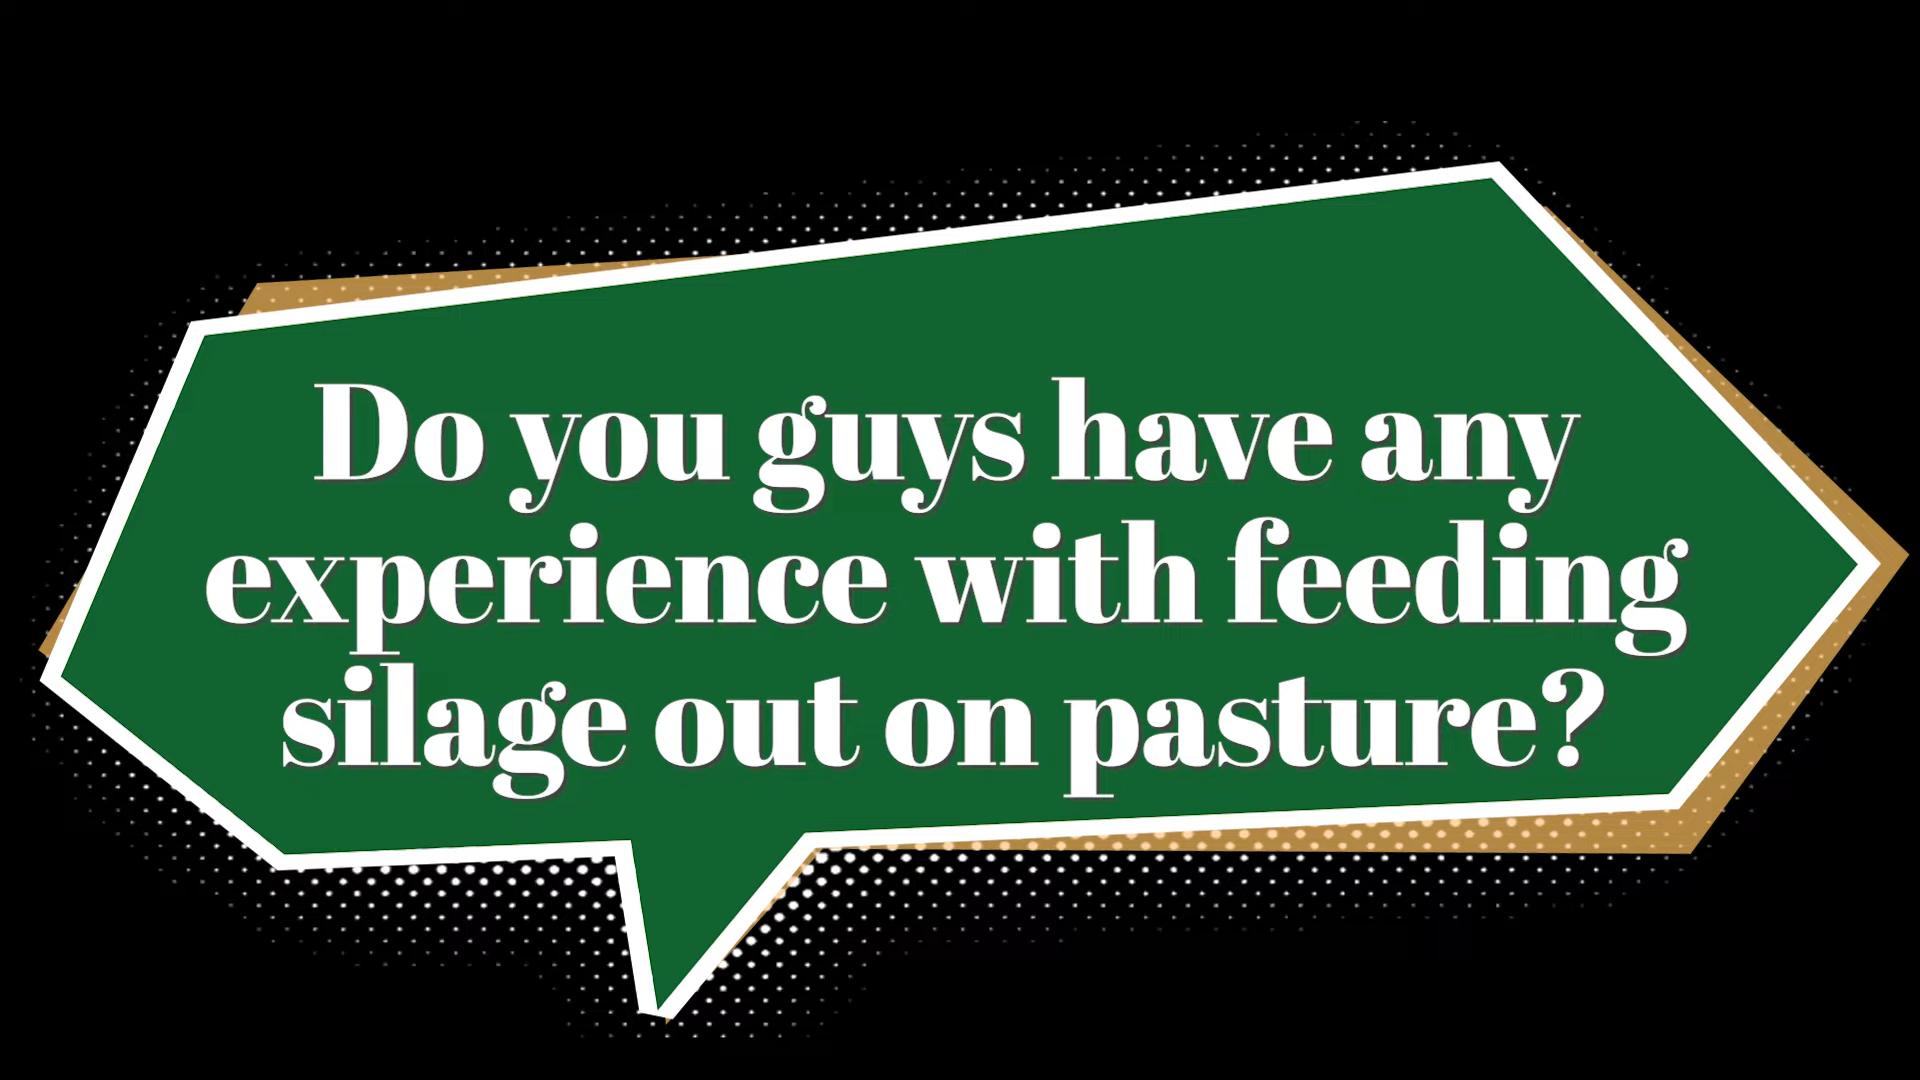 Do you guys have any
experience with feeding
silage out on pasture?